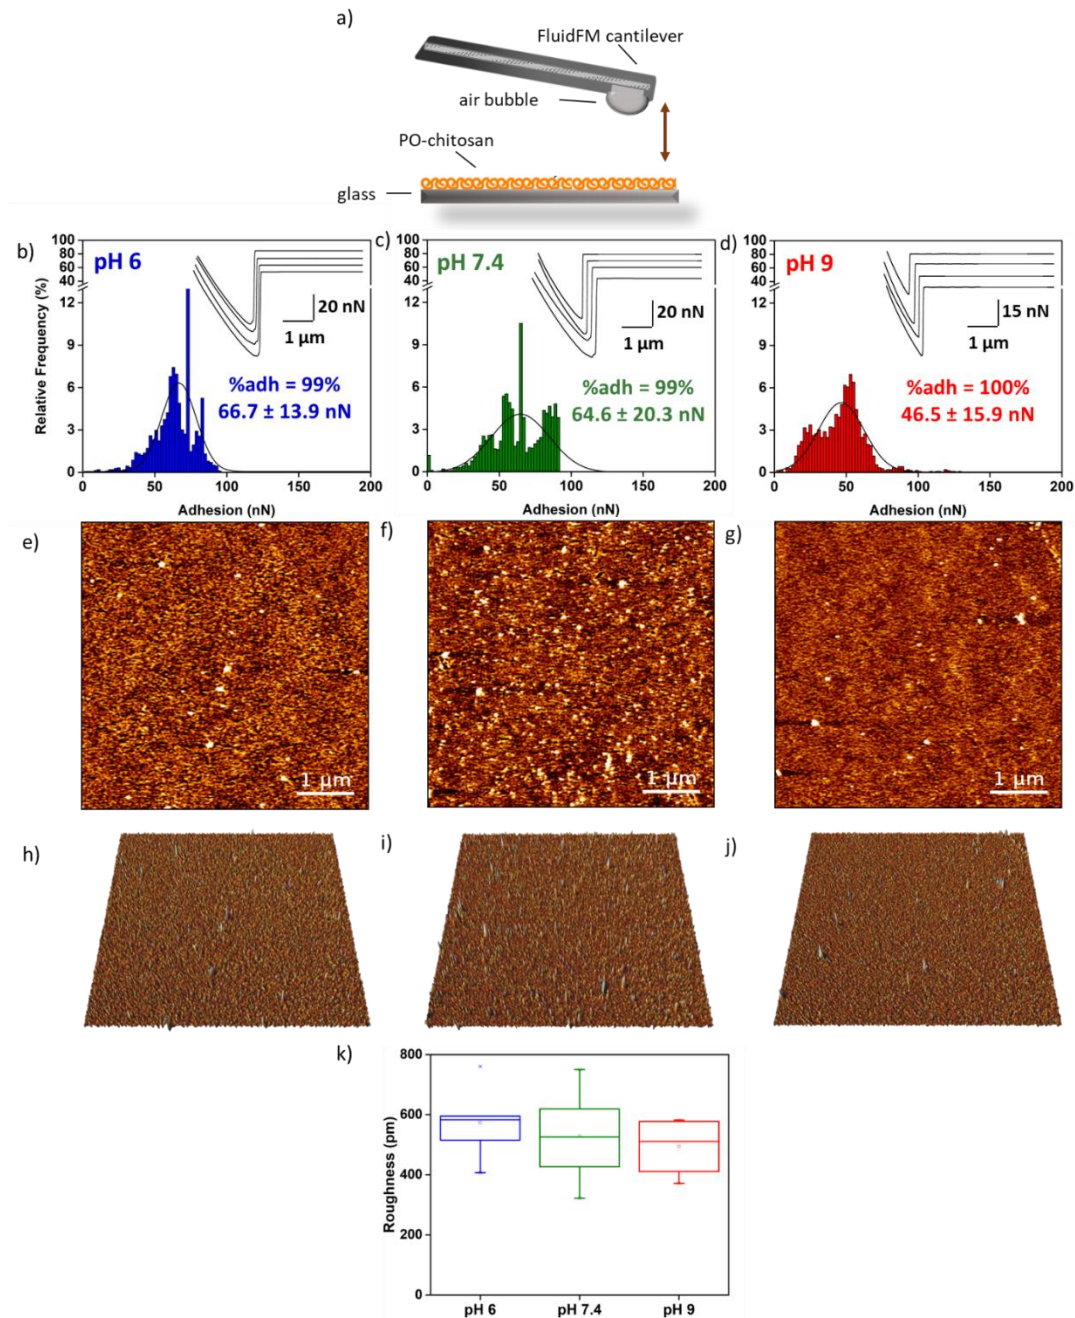 a)
FluidFM cantilever
air bubble
PO-chitosan
glass
b)
pH 6
20 nN
1 µm
%adh = 99%
66.7 ± 13.9 nN
Relative Frequency (%)
100
80
60
40
12
9
6
3
0
0 50 100 150 200
Adhesion (nN)
c)
pH 7.4
20 nN
1 µm
%adh = 99%
64.6 ± 20.3 nN
100
80
60
40
12
9
6
3
0
0 50 100 150 200
Adhesion (nN)
d)
pH 9
15 nN
1 µm
%adh = 100%
46.5 ± 15.9 nN
100
80
60
40
12
9
6
3
0
0 50 100 150 200
Adhesion (nN)
e)
1 µm
f)
1 µm
g)
1 µm
h)
i)
j)
k)
Roughness (pm)
800
600
400
200
0
pH 6 pH 7.4 pH 9